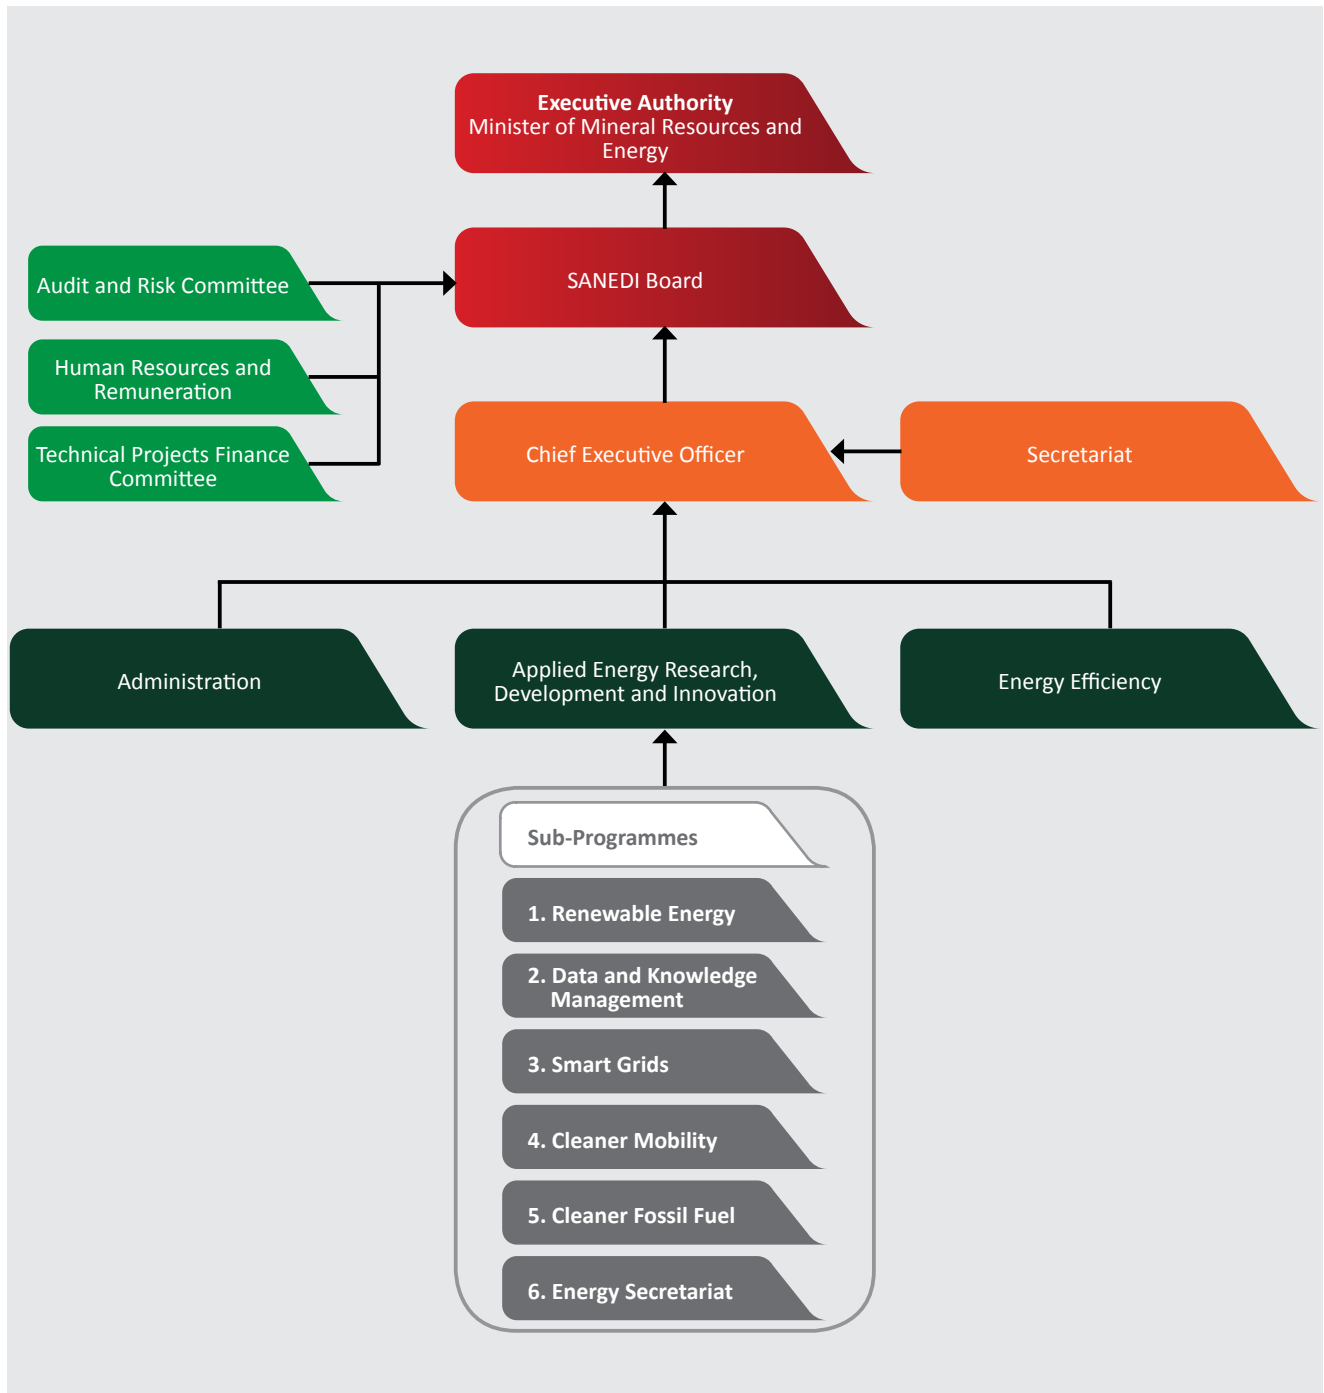 Executive Authority
Minister of Mineral Resources and
Energy
SANEDI Board
Audit and Risk Committee
Human Resources and
Remuneration
Technical Projects Finance
Committee
Chief Executive Officer
Secretariat
Administration
Applied Energy Research,
Development and Innovation
Energy Efficiency
Sub-Programmes
1. Renewable Energy
2. Data and Knowledge
Management
3. Smart Grids
4. Cleaner Mobility
5. Cleaner Fossil Fuel
6. Energy Secretariat